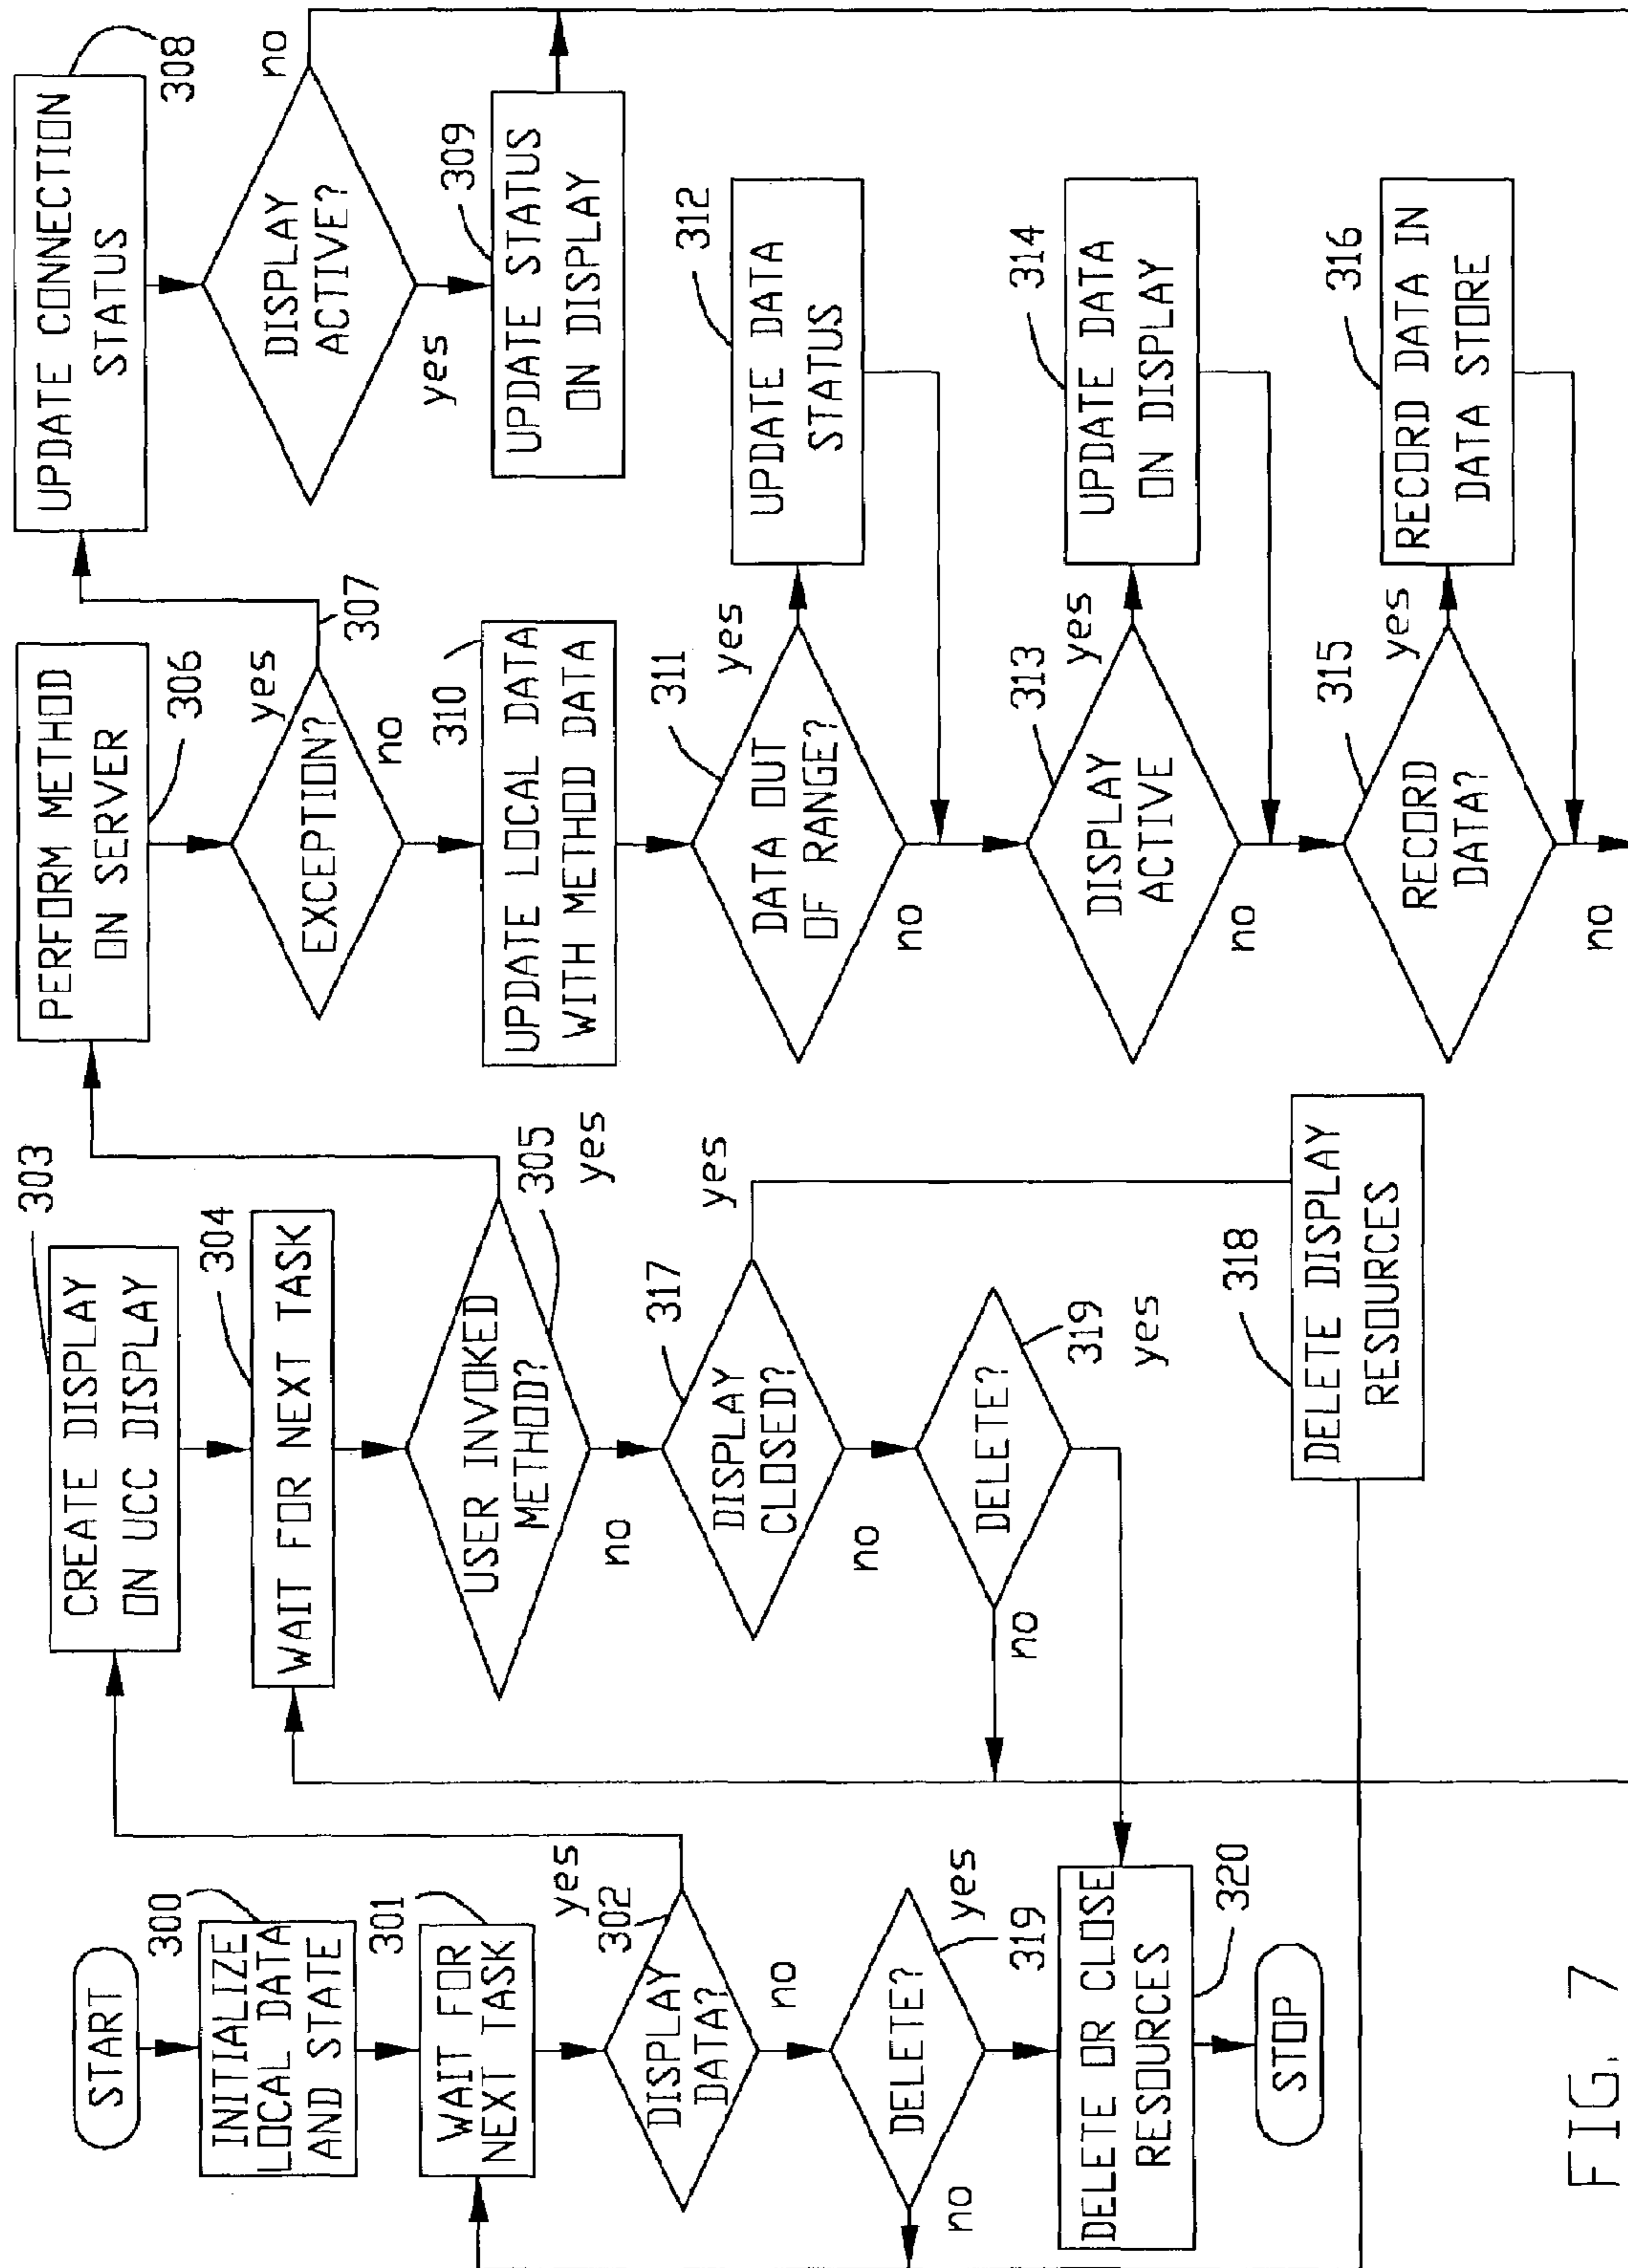 START
300
INITIALIZE
LOCAL DATA
AND STATE
301
WAIT FOR
NEXT TASK
yes
302
DISPLAY
DATA?
no
DELETE?
yes
319
no
DELETE OR CLOSE
RESOURCES
320
STOP
303
CREATE DISPLAY
ON UCC DISPLAY
304
WAIT FOR NEXT TASK
USER INVOKED
METHOD?
305
yes
no
317
DISPLAY
CLOSED?
yes
no
DELETE?
319
yes
no
318
DELETE DISPLAY
RESOURCES
PERFORM METHOD
ON SERVER
306
yes
EXCEPTION?
307
no
310
UPDATE LOCAL DATA
WITH METHOD DATA
311
DATA OUT
OF RANGE?
yes
no
312
UPDATE DATA
STATUS
313
DISPLAY
ACTIVE
yes
no
314
UPDATE DATA
ON DISPLAY
315
RECORD
DATA?
yes
no
316
RECORD DATA IN
DATA STORE
UPDATE CONNECTION
STATUS
308
no
DISPLAY
ACTIVE?
yes
309
UPDATE STATUS
ON DISPLAY
FIG. 7